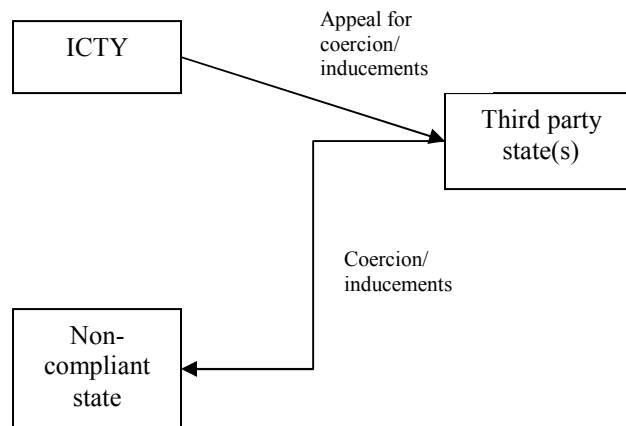 ICTY
Appeal for
coercion/
inducements
Third party
state(s)
Coercion/
inducements
Non-
compliant
state